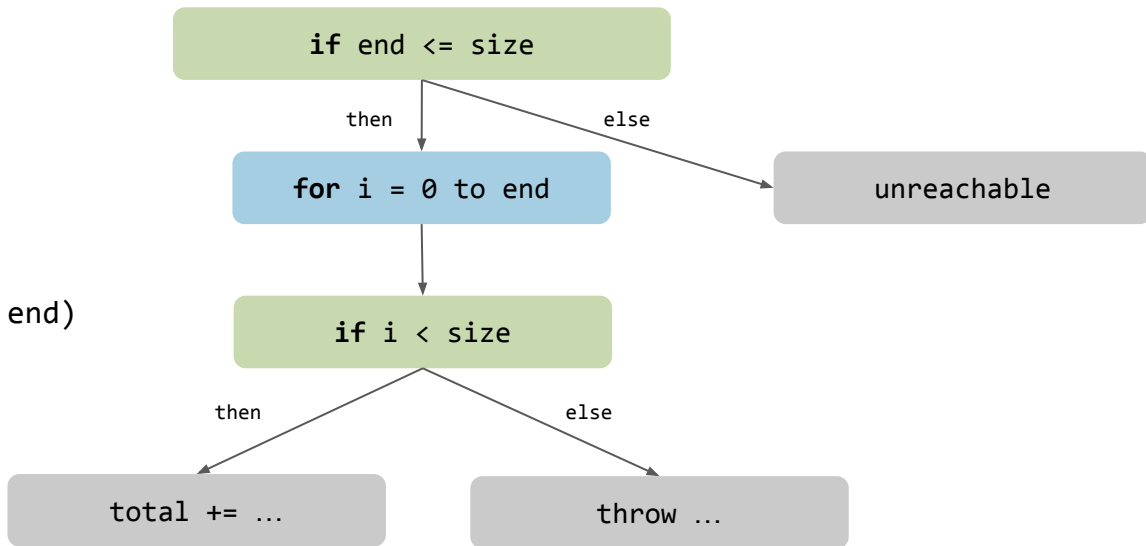 if end <= size
then
else
for i = 0 to end
unreachable
end)
if i < size
then
else
total += …
throw …